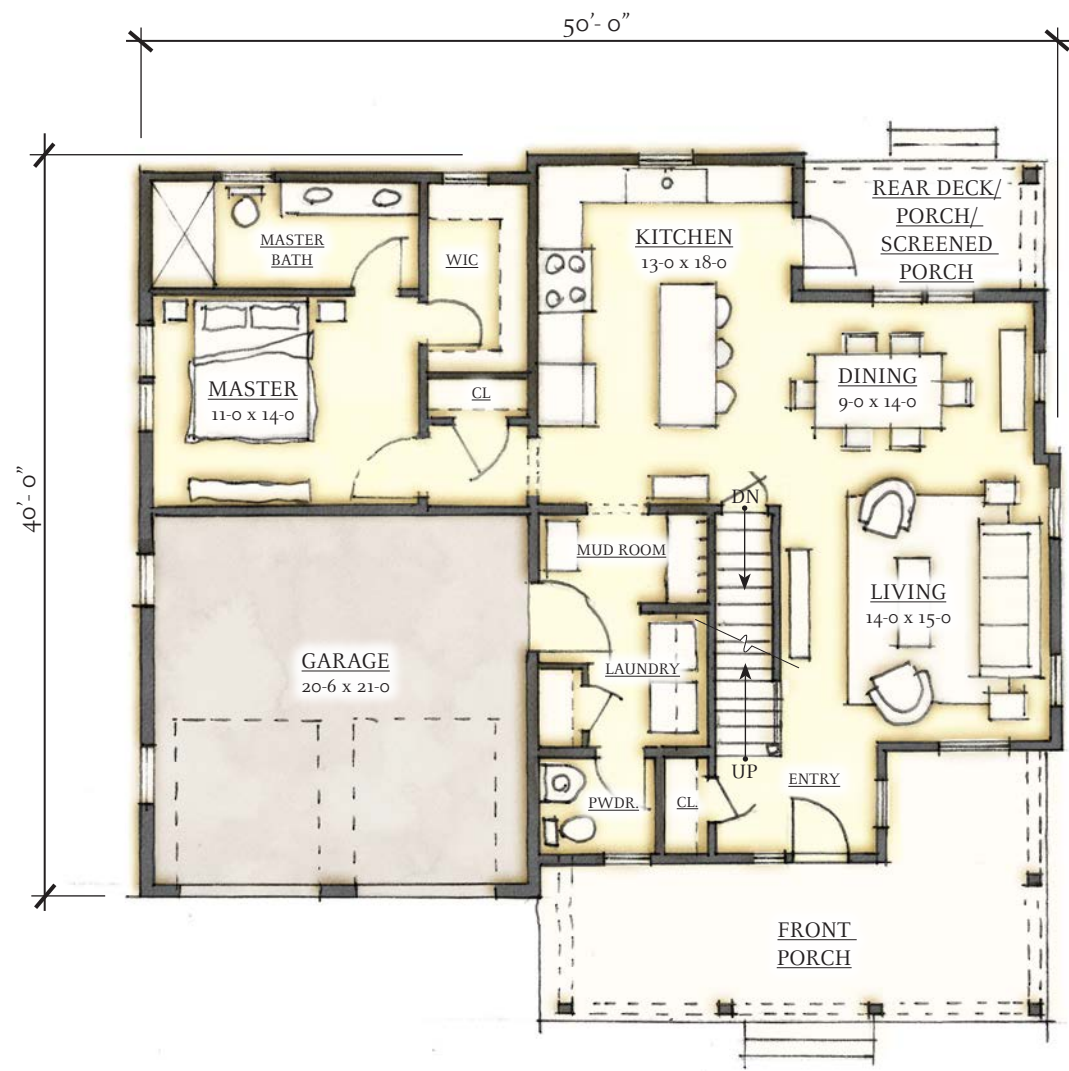 50'- 0"
40'- 0"
REAR DECK/
PORCH/
SCREENED
PORCH
KITCHEN
13-0 x 18-0
MASTER
BATH
WIC
MASTER
11-0 x 14-0
CL
DINING
9-0 x 14-0
DN
MUD ROOM
LIVING
14-0 x 15-0
GARAGE
20-6 x 21-0
LAUNDRY
UP
ENTRY
PWDR.
CL.
FRONT
PORCH